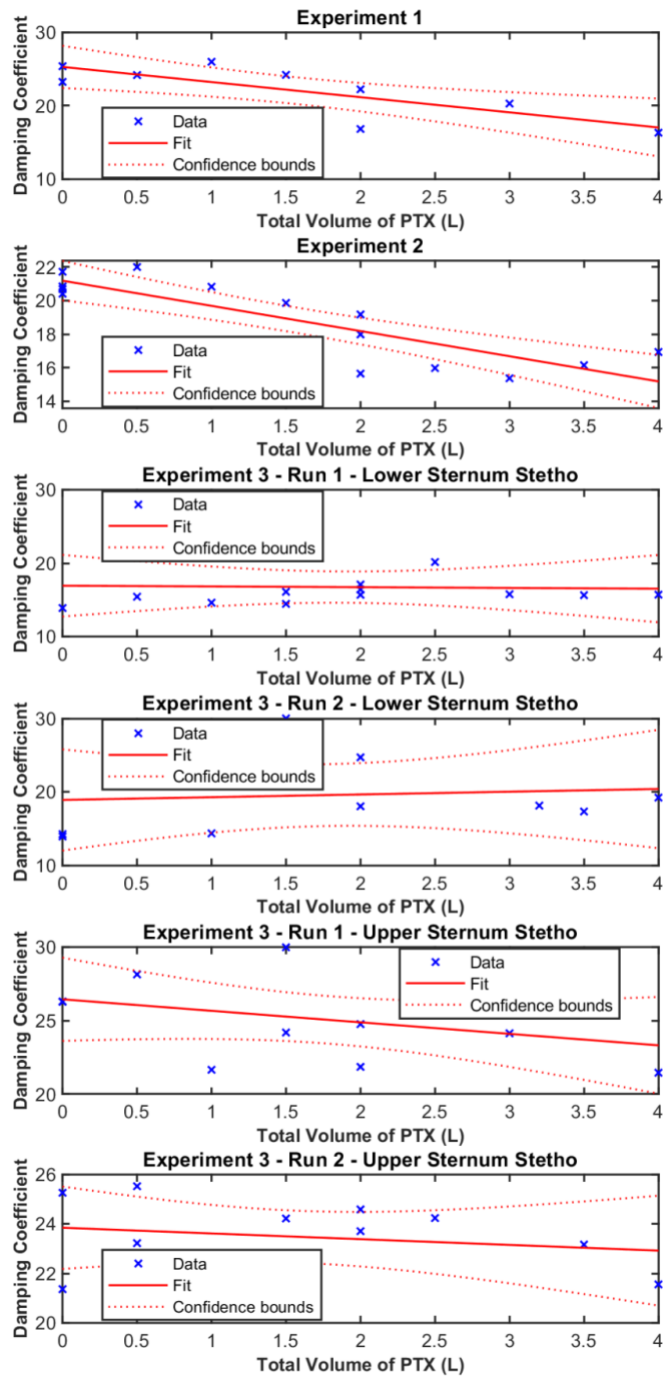 Experiment 1
Damping Coefficient
30
20
10
Data
Fit
Confidence bounds
0 0.5 1 1.5 2 2.5 3 3.5 4
Total Volume of PTX (L)
Experiment 2
Damping Coefficient
22
20
18
16
14
Data
Fit
Confidence bounds
0 0.5 1 1.5 2 2.5 3 3.5 4
Total Volume of PTX (L)
Experiment 3 - Run 1 - Lower Sternum Stetho
Damping Coefficient
30
20
10
Data
Fit
Confidence bounds
0 0.5 1 1.5 2 2.5 3 3.5 4
Total Volume of PTX (L)
Experiment 3 - Run 2 - Lower Sternum Stetho
Damping Coefficient
30
20
10
Data
Fit
Confidence bounds
0 0.5 1 1.5 2 2.5 3 3.5 4
Total Volume of PTX (L)
Experiment 3 - Run 1 - Upper Sternum Stetho
Damping Coefficient
30
25
20
Data
Fit
Confidence bounds
0 0.5 1 1.5 2 2.5 3 3.5 4
Total Volume of PTX (L)
Experiment 3 - Run 2 - Upper Sternum Stetho
Damping Coefficient
26
24
22
20
Data
Fit
Confidence bounds
0 0.5 1 1.5 2 2.5 3 3.5 4
Total Volume of PTX (L)